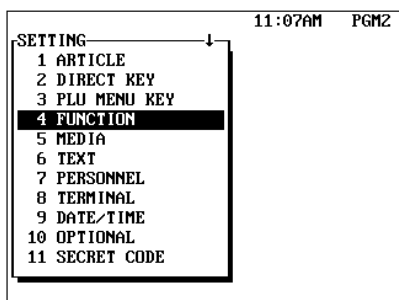 11:07AM PGM2
SETTING ↓
1 ARTICLE
2 DIRECT KEY
3 PLU MENU KEY
4 FUNCTION
5 MEDIA
6 TEXT
7 PERSONNEL
8 TERMINAL
9 DATE/TIME
10 OPTIONAL
11 SECRET CODE